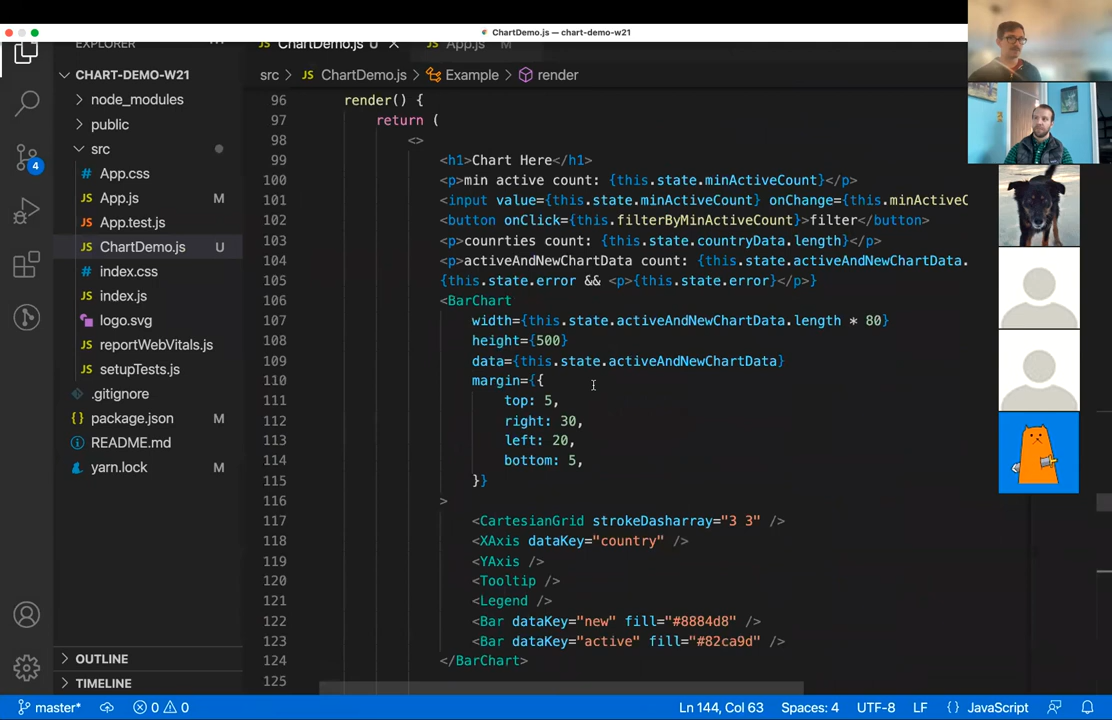 ChartDemo.js — chart-demo-w21
EXPLORER
ChartDemo.js U
App.js M
CHART-DEMO-W21
src > ChartDemo.js > Example > render
node_modules
public
src
App.css
App.js M
App.test.js
ChartDemo.js U
index.css
index.js
logo.svg
reportWebVitals.js
setupTests.js
.gitignore
package.json M
README.md
yarn.lock M
4
OUTLINE
TIMELINE
96 render() {
97 return (
98 <>
99 <h1>Chart Here</h1>
100 <p>min active count: {this.state.minActiveCount}</p>
101 <input value={this.state.minActiveCount} onChange={this.minActiveC
102 <button onClick={this.filterByMinActiveCount}>filter</button>
103 <p>counrties count: {this.state.countryData.length}</p>
104 <p>activeAndNewChartData count: {this.state.activeAndNewChartData.
105 {this.state.error && <p>{this.state.error}</p>}
106 <BarChart
107 width={this.state.activeAndNewChartData.length * 80}
108 height={500}
109 data={this.state.activeAndNewChartData}
110 margin={{
111 top: 5,
112 right: 30,
113 left: 20,
114 bottom: 5,
115 }}
116 >
117 <CartesianGrid strokeDasharray="3 3" />
118 <XAxis dataKey="country" />
119 <YAxis />
120 <Tooltip />
121 <Legend />
122 <Bar dataKey="new" fill="#8884d8" />
123 <Bar dataKey="active" fill="#82ca9d" />
124 </BarChart>
125
master* 0 0 Ln 144, Col 63 Spaces: 4 UTF-8 LF {} JavaScript